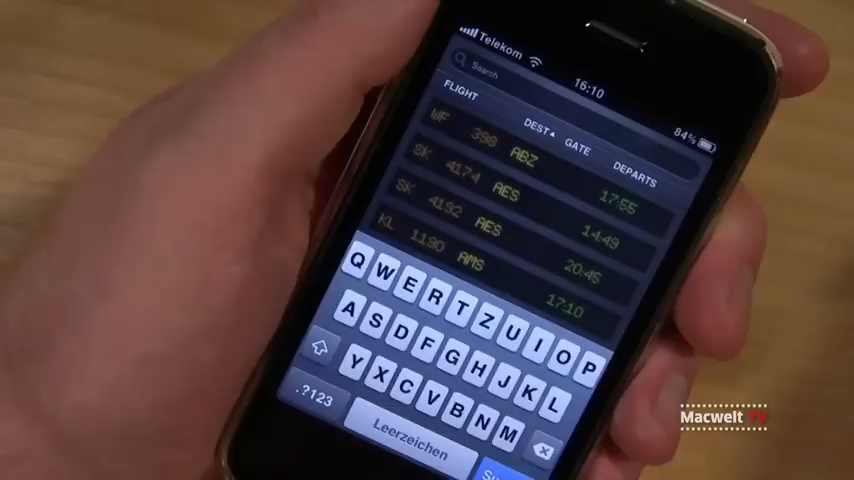 Telekom 16:10 84%
Search
FLIGHT DEST GATE DEPARTS
WF 398 ABZ 17:55
SK 4174 AES 14:49
SK 4192 AES 20:45
KL 1190 AMS 17:10
Q W E R T Z U I O P
A S D F G H J K L
Y X C V B N M
.?123 Leerzeichen
Macwelt TV